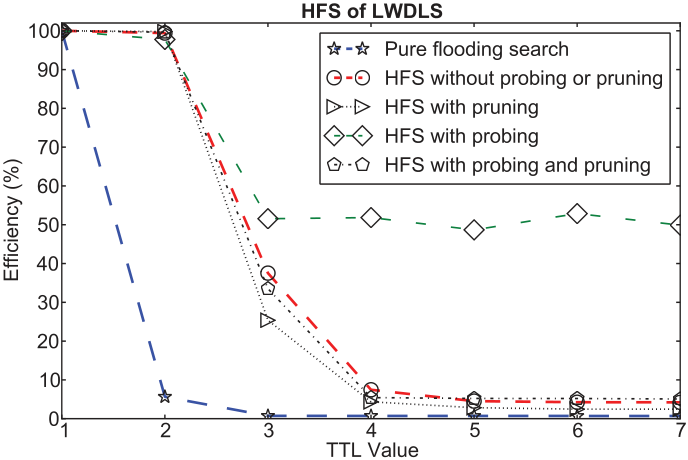 HFS of LWDLS
Efficiency (%)
100
90
80
70
60
50
40
30
20
10
0
Pure flooding search
HFS without probing or pruning
HFS with pruning
HFS with probing
HFS with probing and pruning
1 2 3 4 5 6 7
TTL Value